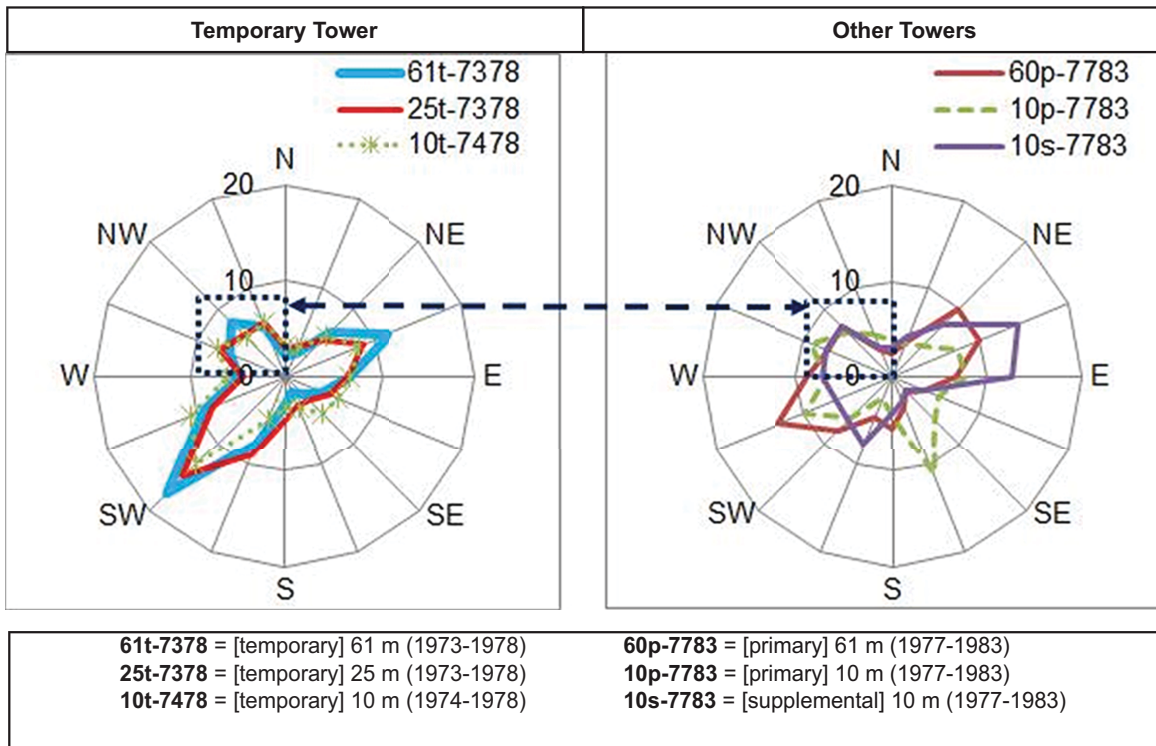 Temporary Tower
Other Towers
61t-7378
25t-7378
10t-7478
N
20
NW
NE
10
W
0
E
SW
SE
S
60p-7783
10p-7783
10s-7783
N
20
NW
NE
10
W
0
E
SW
SE
S
61t-7378 = [temporary] 61 m (1973-1978)
25t-7378 = [temporary] 25 m (1973-1978)
10t-7478 = [temporary] 10 m (1974-1978)
60p-7783 = [primary] 61 m (1977-1983)
10p-7783 = [primary] 10 m (1977-1983)
10s-7783 = [supplemental] 10 m (1977-1983)